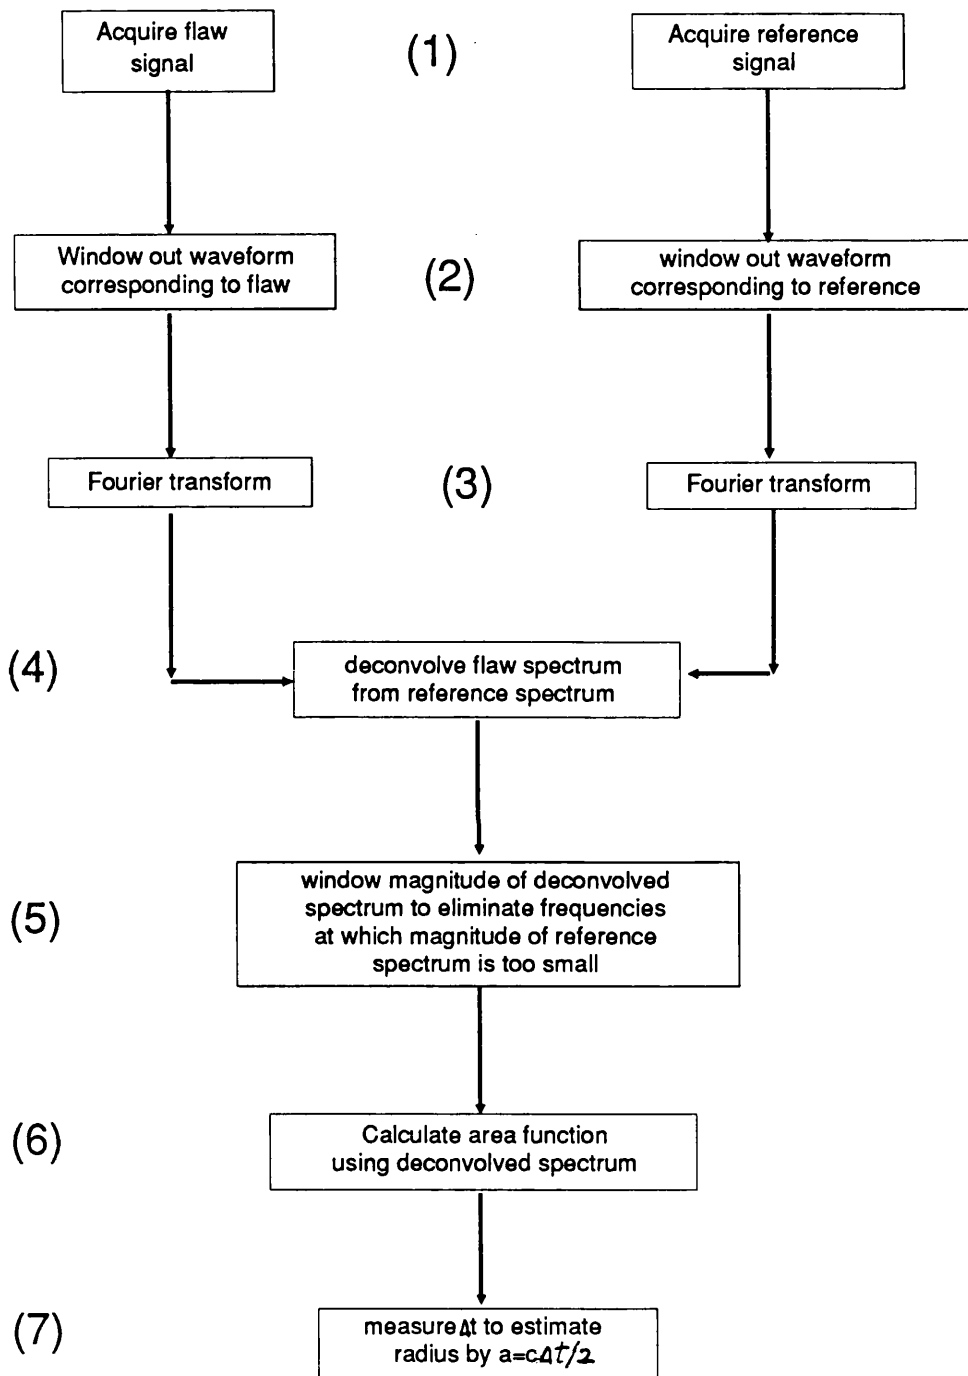 Acquire flaw
signal
(1)
Acquire reference
signal
Window out waveform
corresponding to flaw
(2)
window out waveform
corresponding to reference
Fourier transform
(3)
Fourier transform
(4)
deconvolve flaw spectrum
from reference spectrum
(5)
window magnitude of deconvolved
spectrum to eliminate frequencies
at which magnitude of reference
spectrum is too small
(6)
Calculate area function
using deconvolved spectrum
(7)
measure Δt to estimate
radius by a=cΔt/2